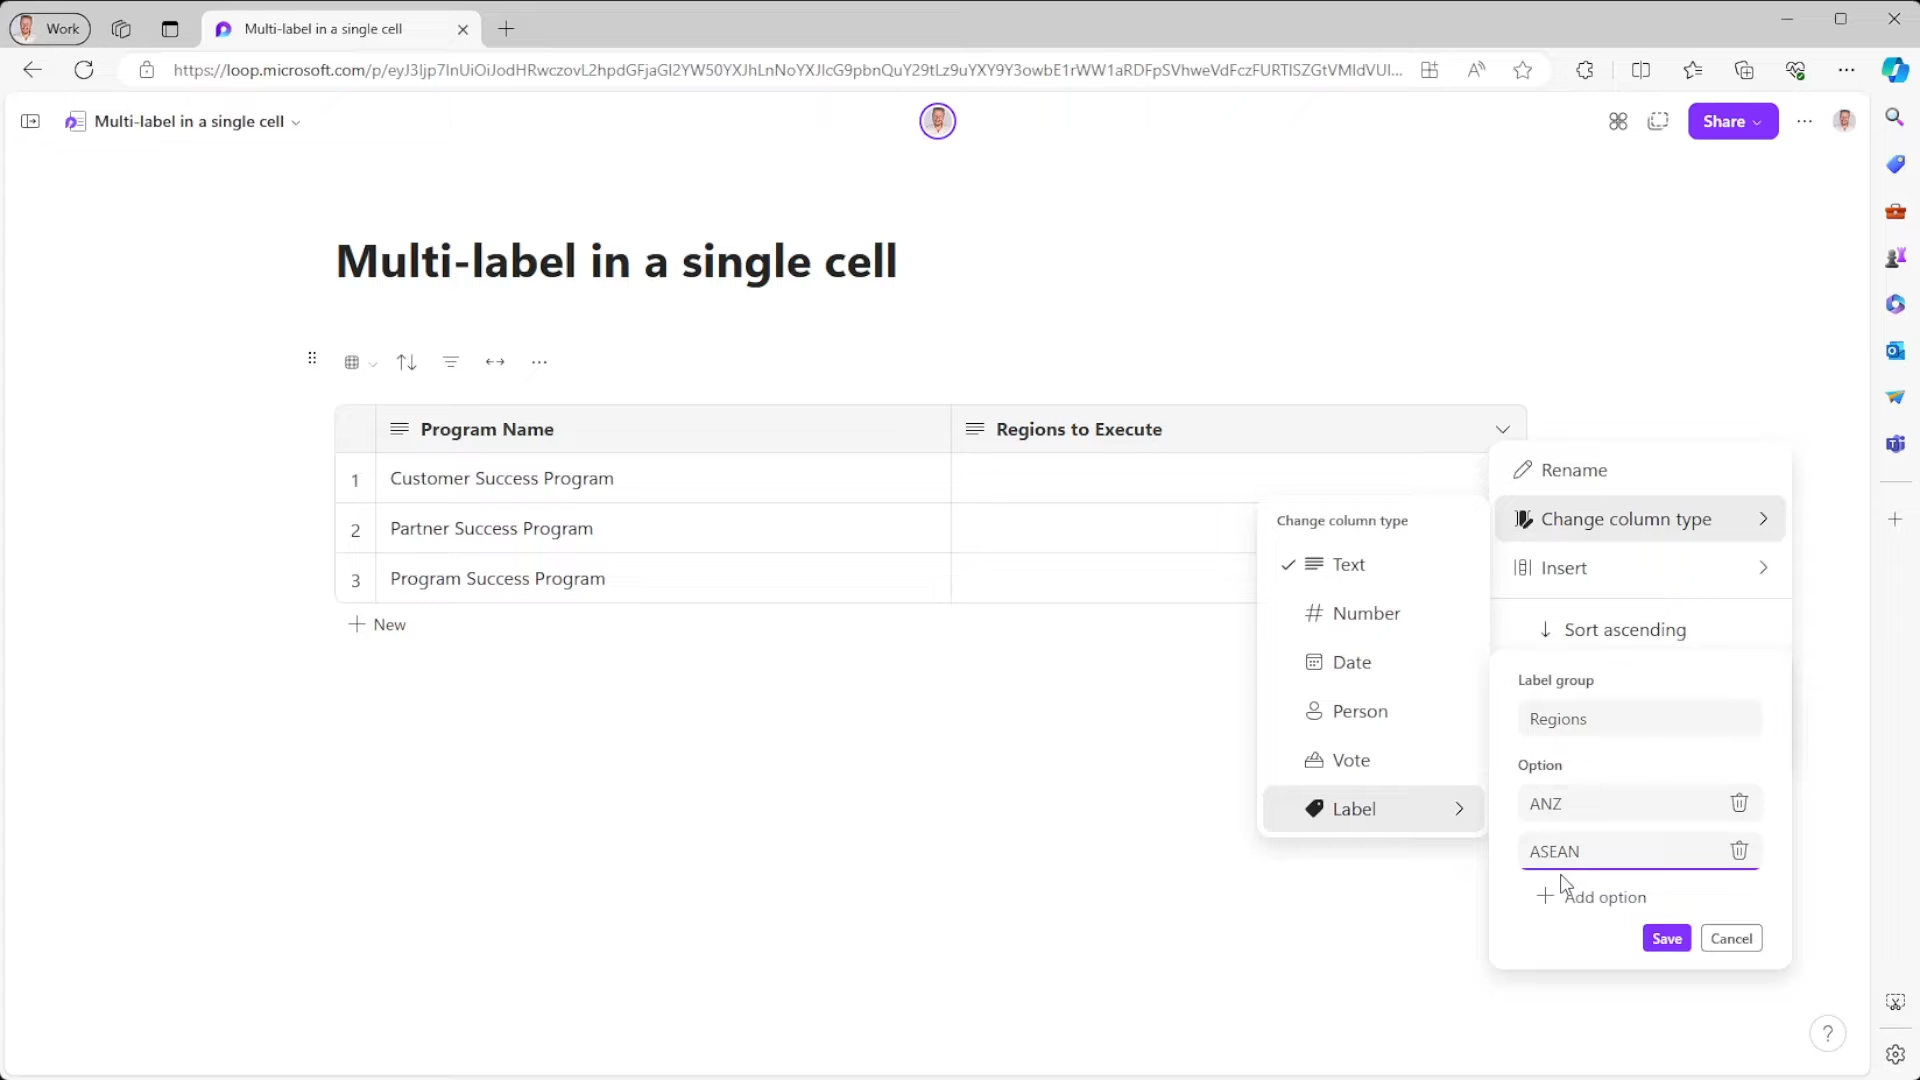 Work
Multi-label in a single cell
https://loop.microsoft.com/p/
Multi-label in a single cell
Share
Multi-label in a single cell
Program Name
Regions to Execute
1
Customer Success Program
2
Partner Success Program
3
Program Success Program
New
Rename
Change column type
Insert
Sort ascending
Change column type
Text
Number
Date
Person
Vote
Label
Label group
Regions
Option
ANZ
ASEAN
Add option
Save
Cancel
?